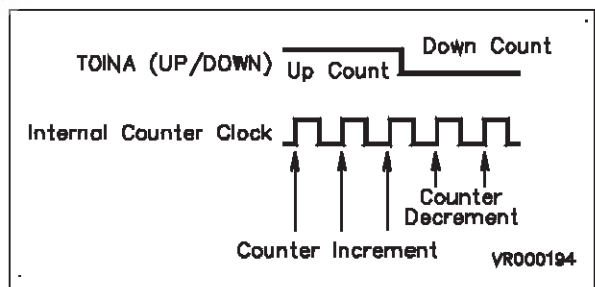 Down Count
TOINA (UP/DOWN)
Up Count
Internal Counter Clock
Counter
Decrement
Counter Increment
VR000194